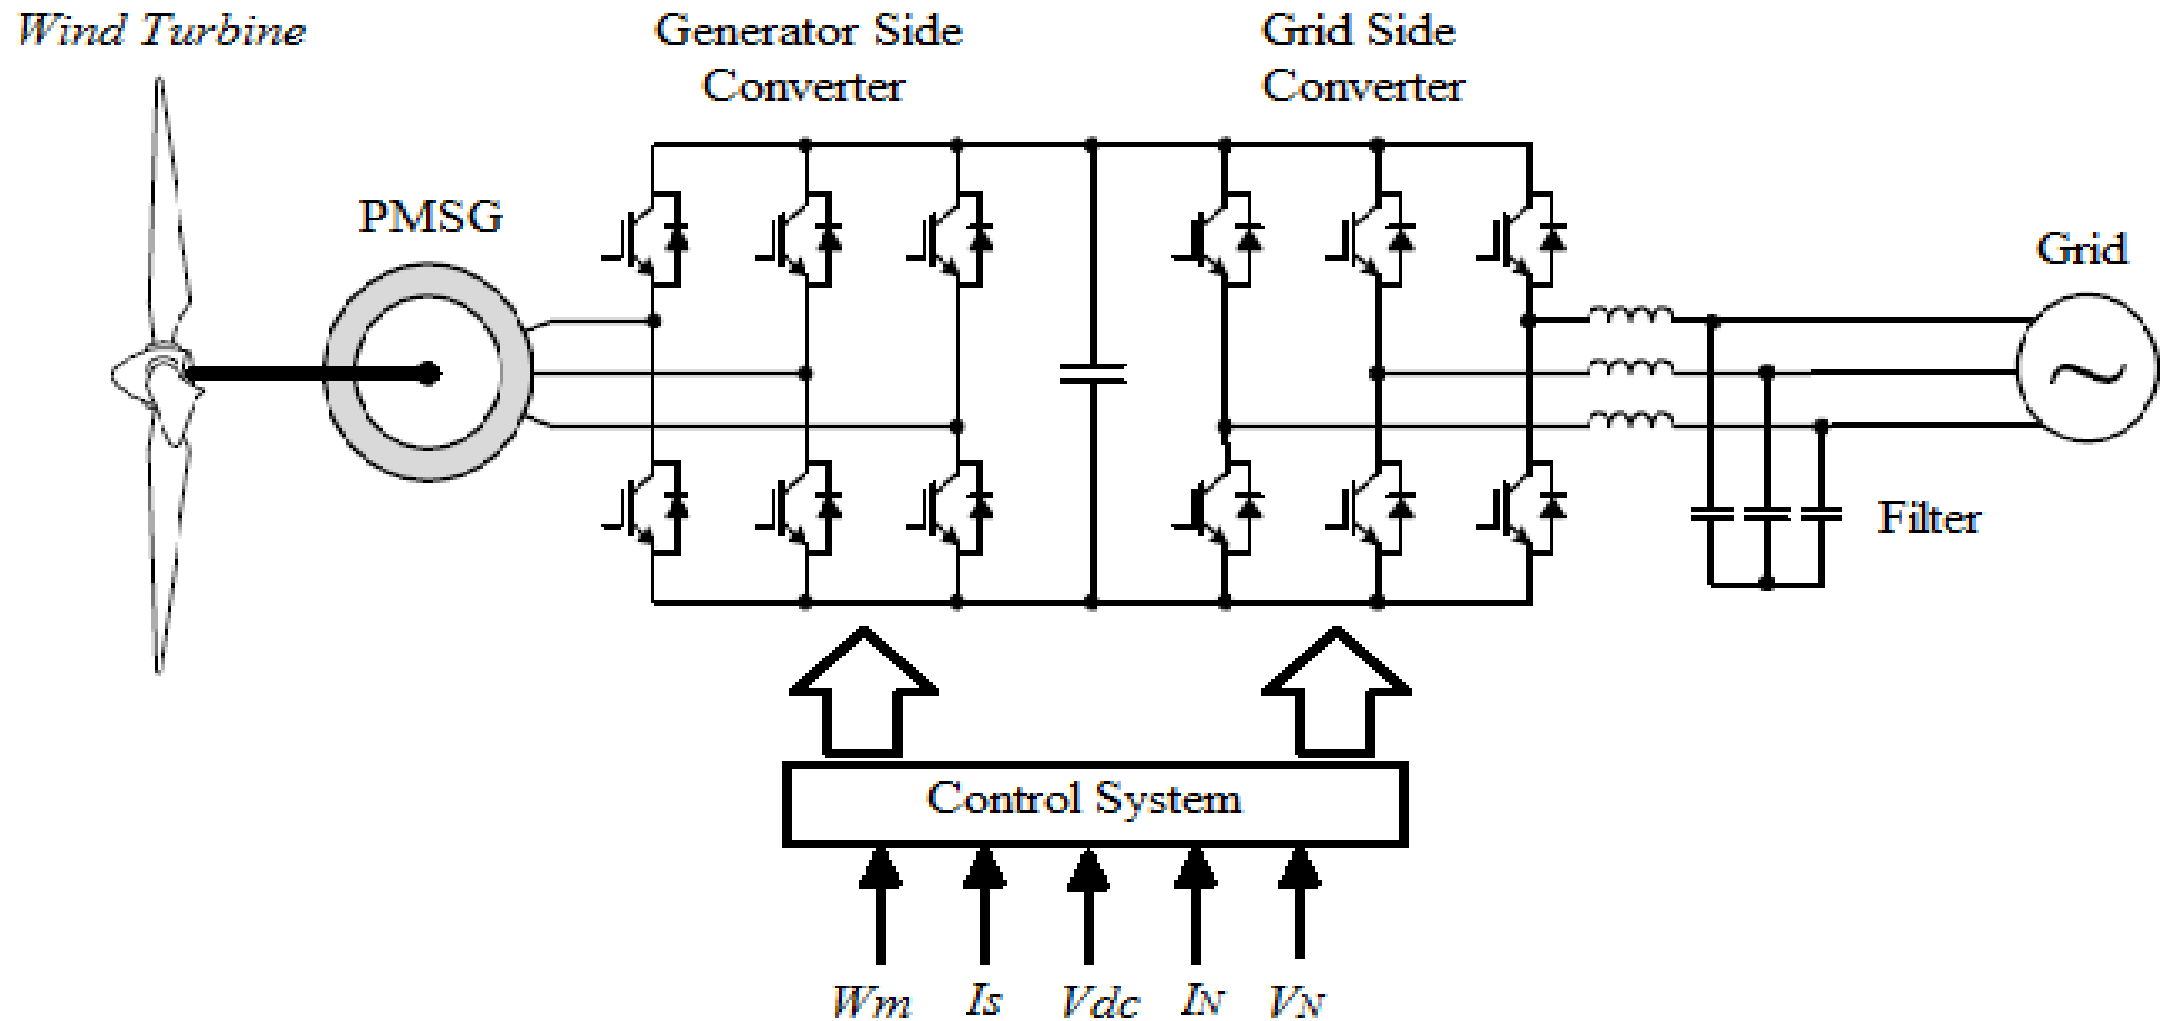 Wind Turbine
Generator Side
Converter
Grid Side
Converter
PMSG
Grid
Filter
Control System
Wm
Is
Vdc
IN
VN